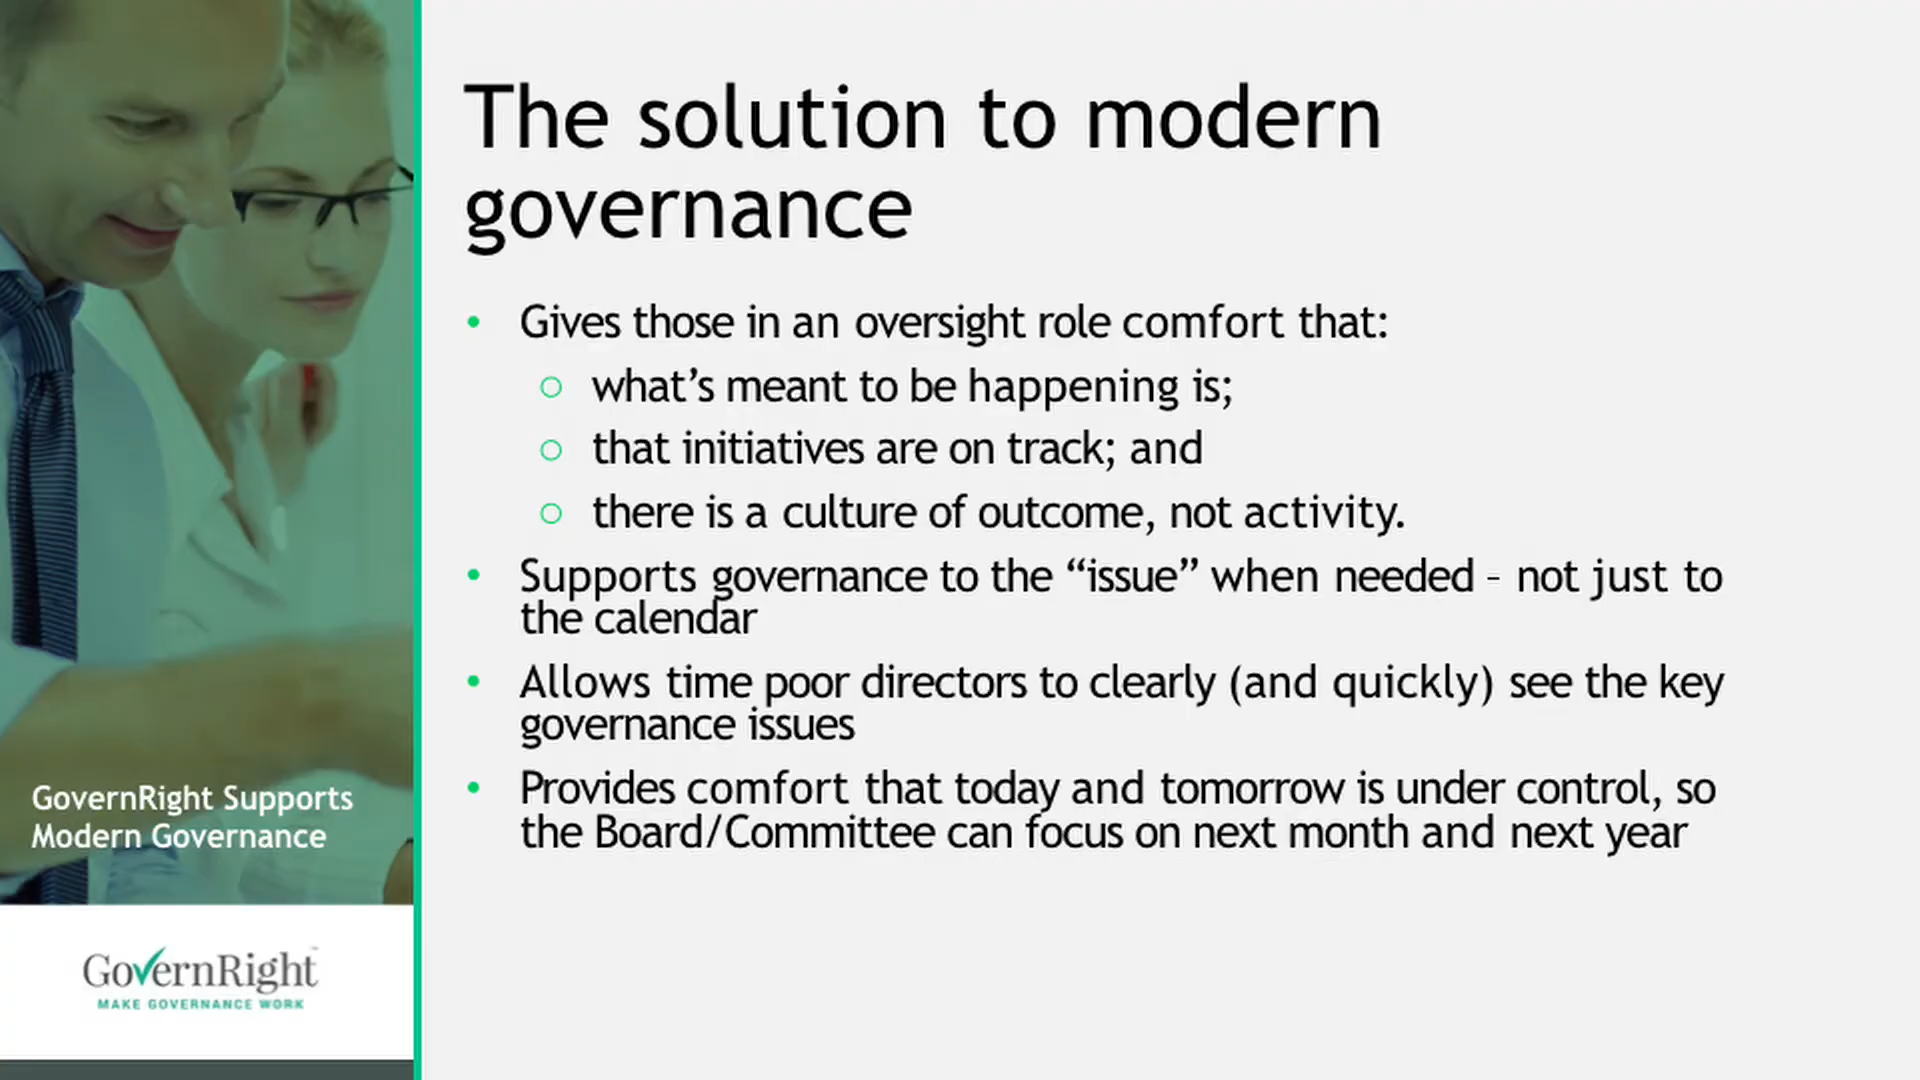 The solution to modern
governance
• Gives those in an oversight role comfort that:
○ what’s meant to be happening is;
○ that initiatives are on track; and
○ there is a culture of outcome, not activity.
• Supports governance to the “issue” when needed – not just to
the calendar
• Allows time poor directors to clearly (and quickly) see the key
governance issues
• Provides comfort that today and tomorrow is under control, so
the Board/Committee can focus on next month and next year
GovernRight Supports
Modern Governance
GovernRight™
MAKE GOVERNANCE WORK